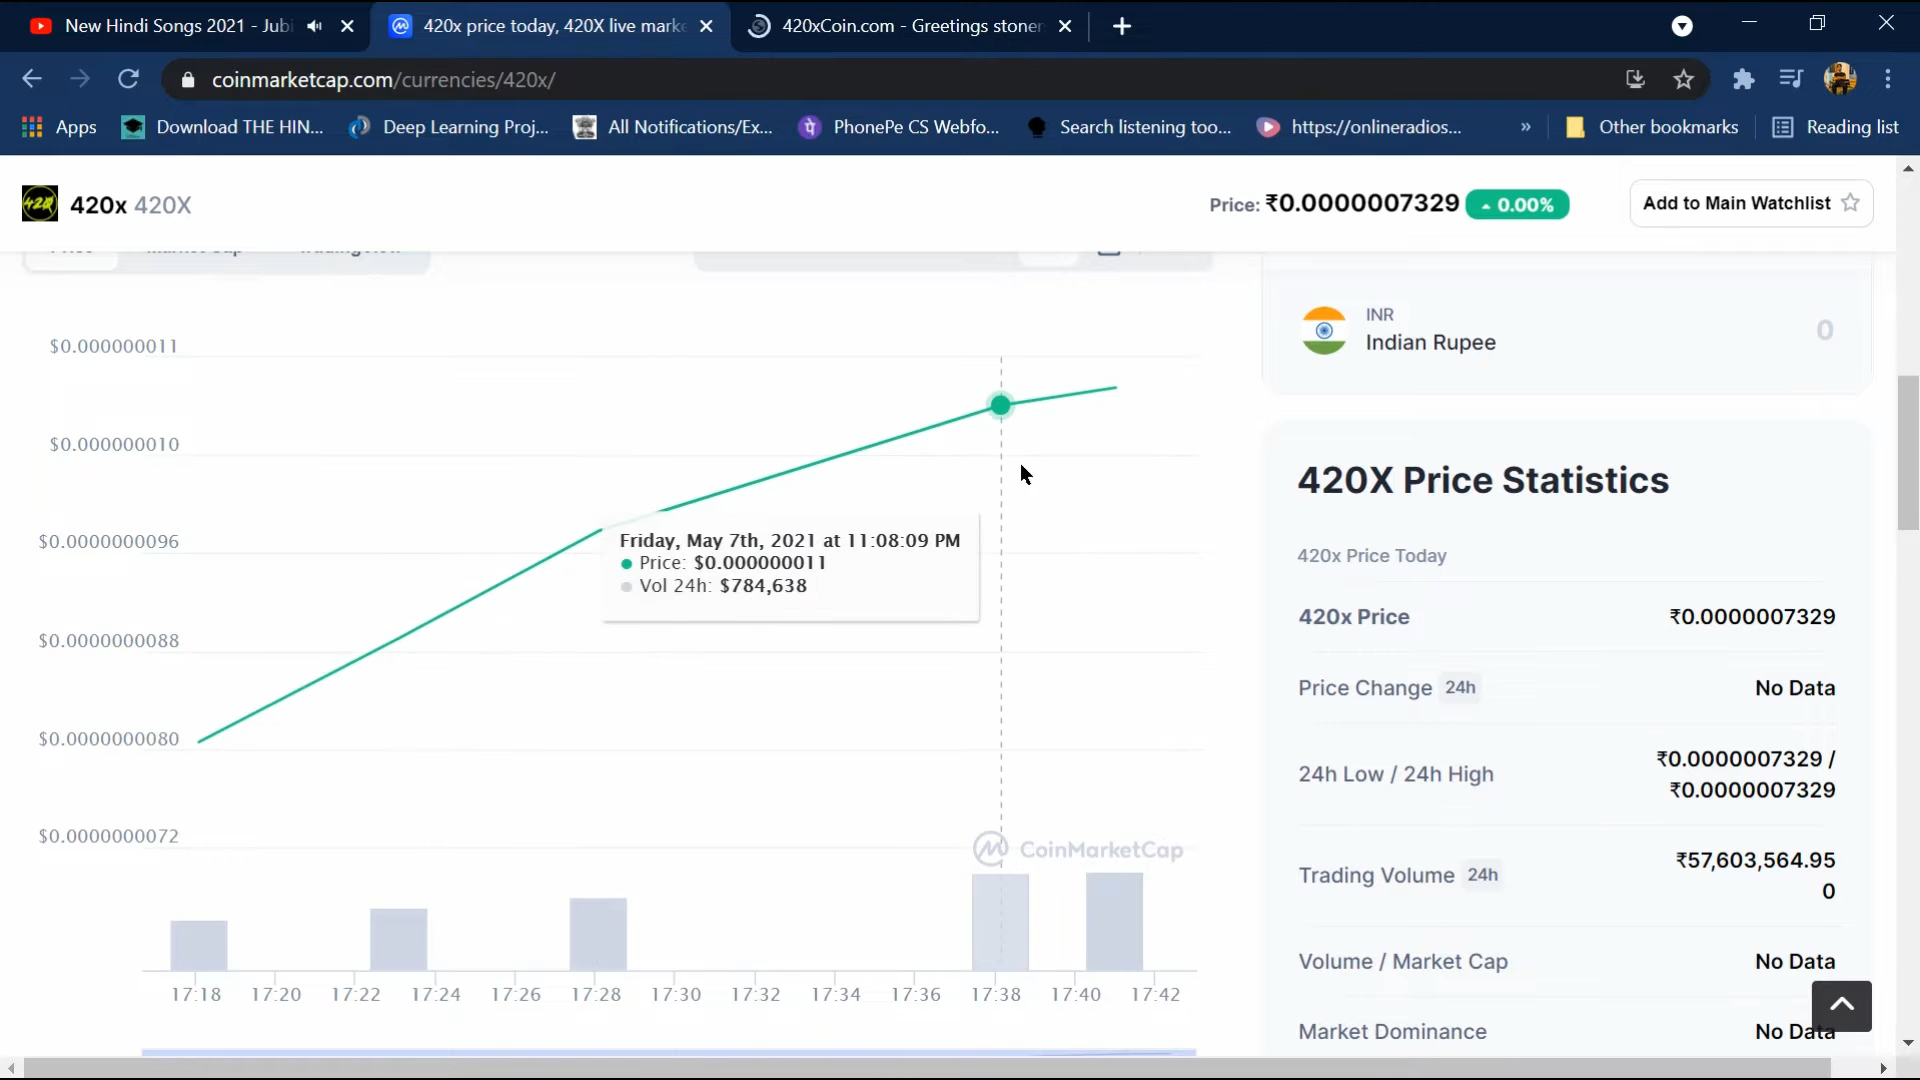 New Hindi Songs 2021 - Jubi
420x price today, 420X live marke
420xCoin.com - Greetings stoner
coinmarketcap.com/currencies/420x/
Apps
Download THE HIN...
Deep Learning Proj...
All Notifications/Ex...
PhonePe CS Webfo...
Search listening too...
https://onlineradios...
»
Other bookmarks
Reading list
420x 420X
Price: ₹0.0000007329
0.00%
Add to Main Watchlist
INR
Indian Rupee
0
$0.000000011
$0.000000010
$0.0000000096
$0.0000000088
$0.0000000080
$0.0000000072
Friday, May 7th, 2021 at 11:08:09 PM
Price: $0.000000011
Vol 24h: $784,638
CoinMarketCap
17:18 17:20 17:22 17:24 17:26 17:28 17:30 17:32 17:34 17:36 17:38 17:40 17:42
420X Price Statistics
420x Price Today
420x Price ₹0.0000007329
Price Change 24h No Data
24h Low / 24h High ₹0.0000007329 /
₹0.0000007329
Trading Volume 24h ₹57,603,564.95
0
Volume / Market Cap No Data
Market Dominance No Data